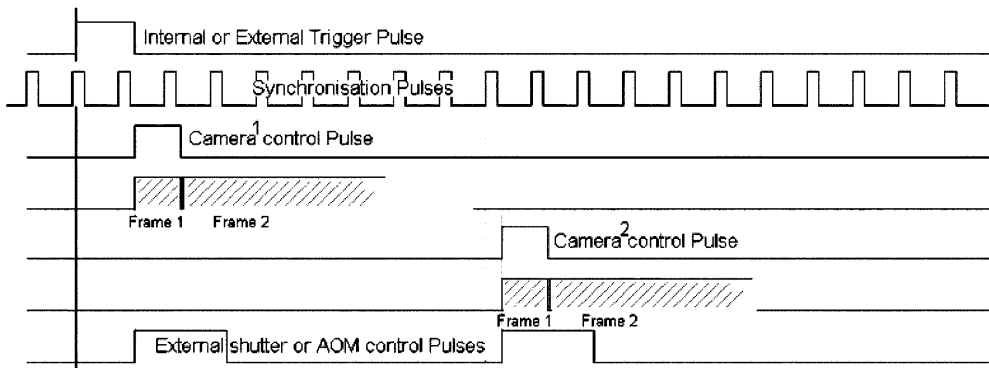 Internal or External Trigger Pulse
Synchronisation Pulses
Camera 1 control Pulse
Frame 1 Frame 2
Camera 2 control Pulse
Frame 1 Frame 2
External shutter or AOM control Pulses